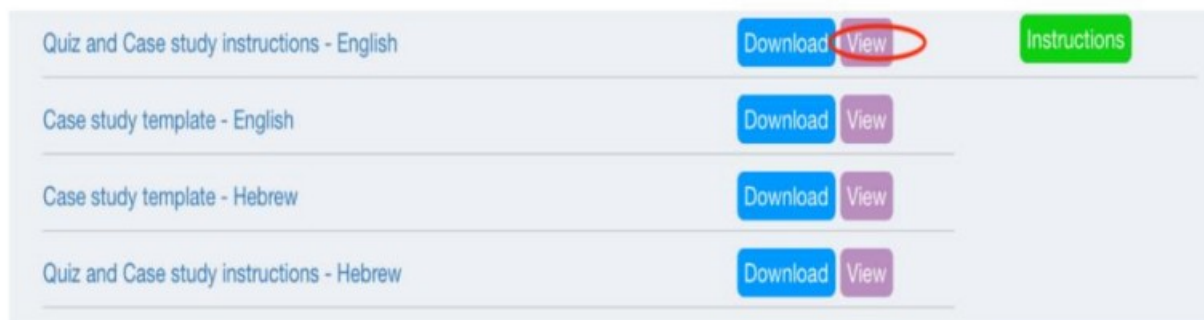 Quiz and Case study instructions - English Download View Instructions
Case study template - English Download View
Case study template - Hebrew Download View
Quiz and Case study instructions - Hebrew Download View